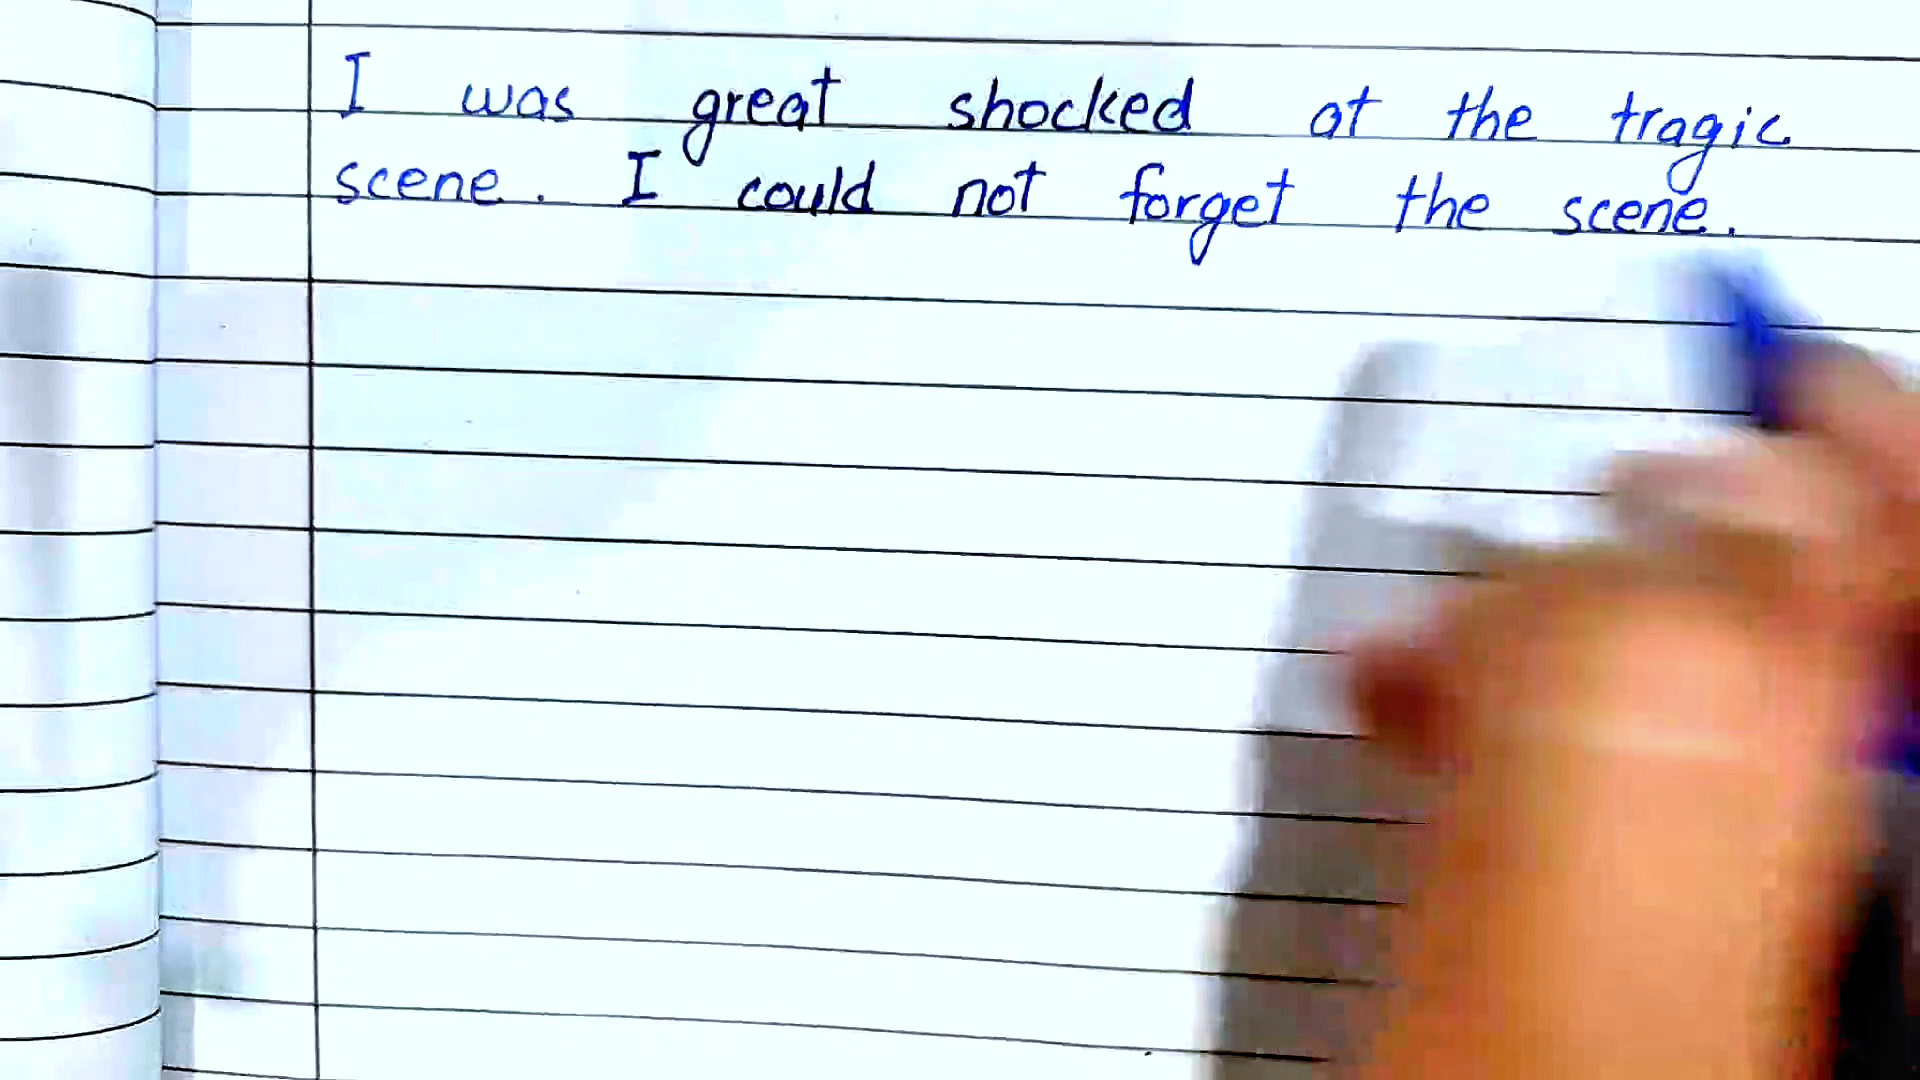 I was great shocked at the tragic
scene. I could not forget the scene.